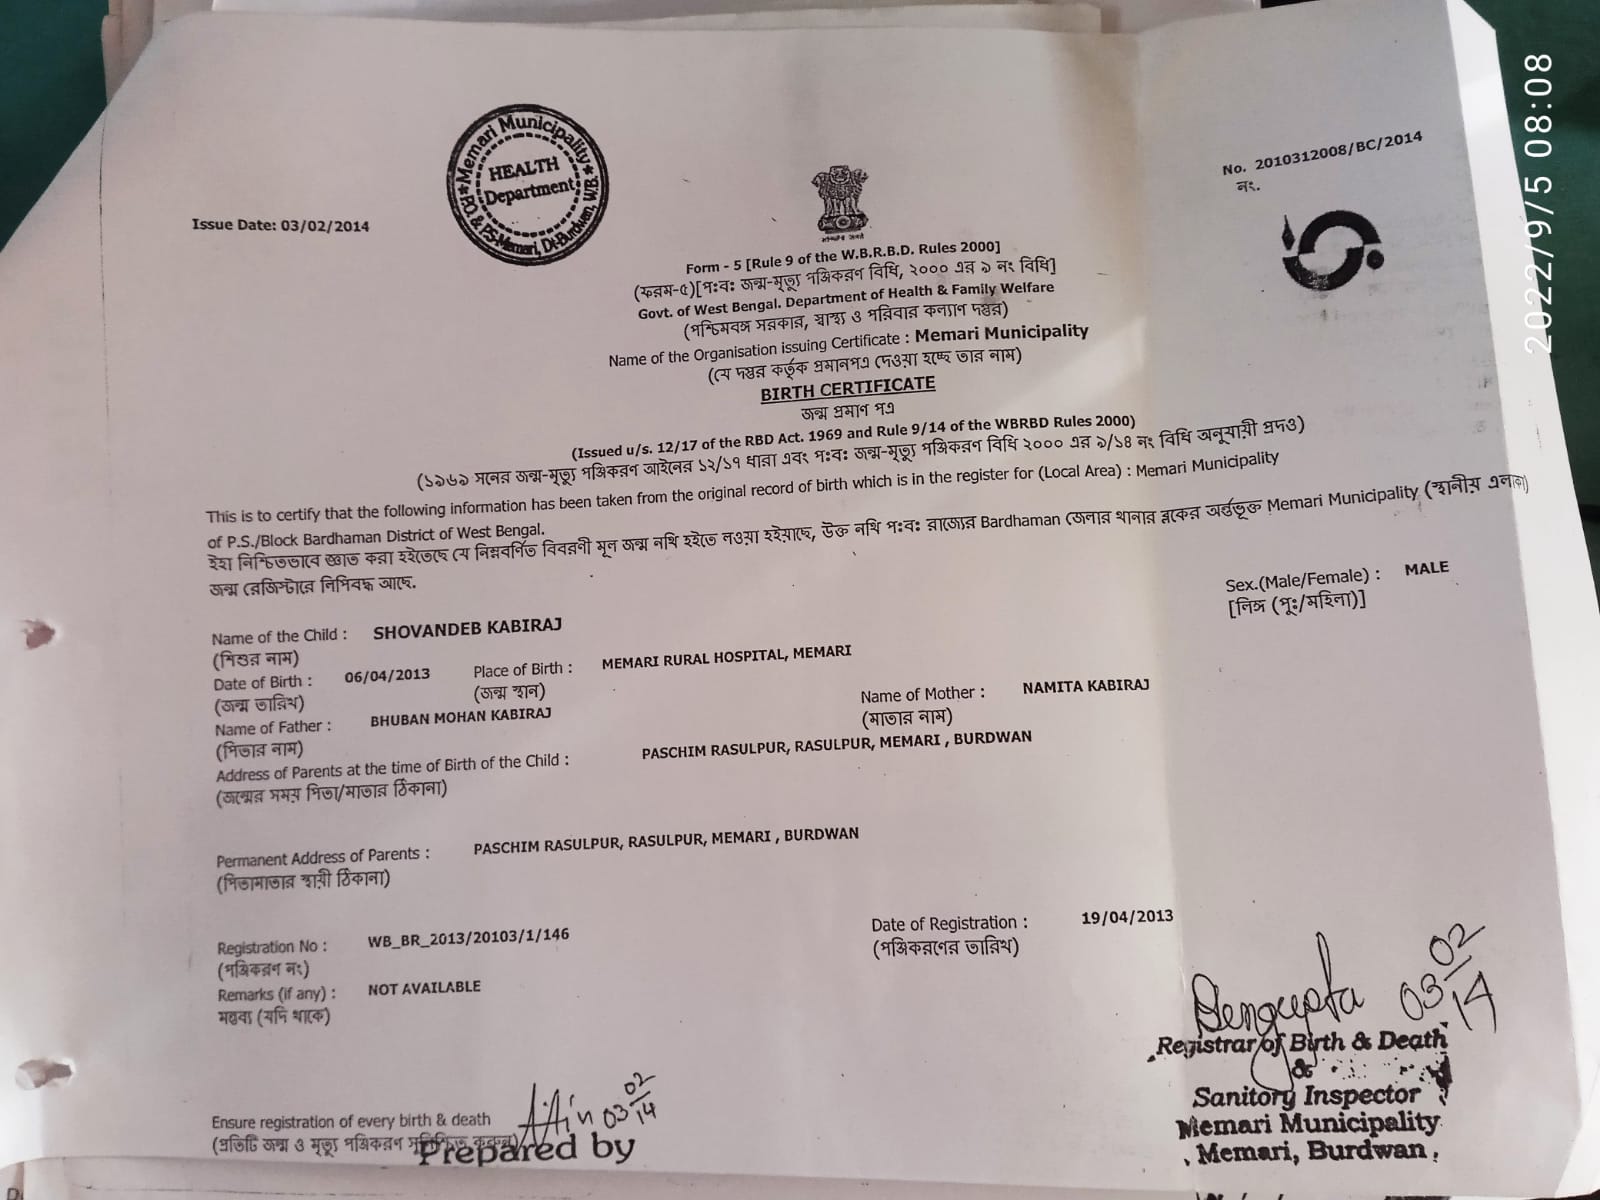 2022/9/5 08:08
Memari Municipality
HEALTH
Department
P.O. & P.S-Memari, Dt-Burdwan, W.B.
No. 2010312008/BC/2014
নং.
Issue Date: 03/02/2014
Form - 5 [Rule 9 of the W.B.R.B.D. Rules 2000]
(ফরম-৫)[প:ব: জন্ম-মৃত্যু পঞ্জিকরণ বিধি, ২০০০ এর ৯ নং বিধি]
Govt. of West Bengal. Department of Health & Family Welfare
(পশ্চিমবঙ্গ সরকার, স্বাস্থ্য ও পরিবার কল্যাণ দপ্তর)
Name of the Organisation issuing Certificate : Memari Municipality
(যে দপ্তর কর্তৃক প্রমানপএ দেওয়া হচ্ছে তার নাম)
BIRTH CERTIFICATE
জন্ম প্রমাণ পএ
(Issued u/s. 12/17 of the RBD Act. 1969 and Rule 9/14 of the WBRBD Rules 2000)
(১৯৬৯ সনের জন্ম-মৃত্যু পঞ্জিকরণ আইনের ১২/১৭ ধারা এবং প:ব: জন্ম-মৃত্যু পঞ্জিকরণ বিধি ২০০০ এর ৯/১৪ নং বিধি অনুযায়ী প্রদও)
This is to certify that the following information has been taken from the original record of birth which is in the register for (Local Area) : Memari Municipality
of P.S./Block Bardhaman District of West Bengal.
ইহা নিশ্চিতভাবে জ্ঞাত করা হইতেছে যে নিম্নবর্ণিত বিবরণী মূল জন্ম নথি হইতে লওয়া হইয়াছে, উক্ত নথি প:ব: রাজ্যের Bardhaman জেলার থানার ব্লকের অর্ন্তভূক্ত Memari Municipality (স্থানীয় এলাকা)
জন্ম রেজিস্টারে লিপিবদ্ধ আছে.
Sex.(Male/Female) : MALE
[লিঙ্গ (পু:/মহিলা)]
Name of the Child : SHOVANDEB KABIRAJ
(শিশুর নাম)
Date of Birth : 06/04/2013 Place of Birth : MEMARI RURAL HOSPITAL, MEMARI
(জন্ম তারিখ) (জন্ম স্থান)
Name of Father : BHUBAN MOHAN KABIRAJ Name of Mother : NAMITA KABIRAJ
(পিতার নাম) (মাতার নাম)
Address of Parents at the time of Birth of the Child : PASCHIM RASULPUR, RASULPUR, MEMARI , BURDWAN
(জন্মের সময় পিতা/মাতার ঠিকানা)
Permanent Address of Parents : PASCHIM RASULPUR, RASULPUR, MEMARI , BURDWAN
(পিতামাতার স্থায়ী ঠিকানা)
Registration No : WB_BR_2013/20103/1/146 Date of Registration : 19/04/2013
(পঞ্জিকরণ নং) (পঞ্জিকরণের তারিখ)
Remarks (if any) : NOT AVAILABLE
মন্তব্য (যদি থাকে)
Sengupta 03/02/14
Registrar of Birth & Death
&
Sanitory Inspector
Memari Municipality
Memari, Burdwan
Ensure registration of every birth & death 03/02/14
(প্রতিটি জন্ম ও মৃত্যু পঞ্জিকরণ সুনিশ্চিত করুন)
Prepared by